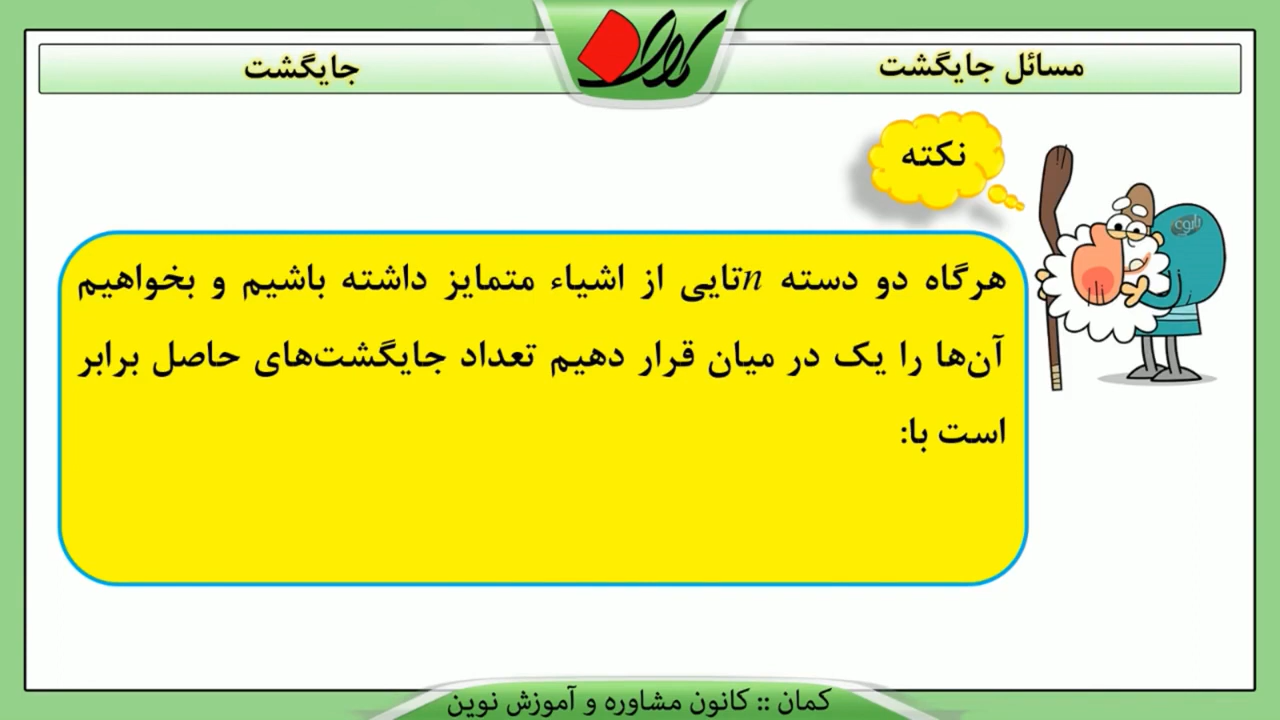 مسائل جایگشت
جایگشت
نکته
هرگاه دو دسته nتایی از اشیاء متمایز داشته باشیم و بخواهیم
آن‌ها را یک در میان قرار دهیم تعداد جایگشت‌های حاصل برابر
است با:
کمان :: کانون مشاوره و آموزش نوین